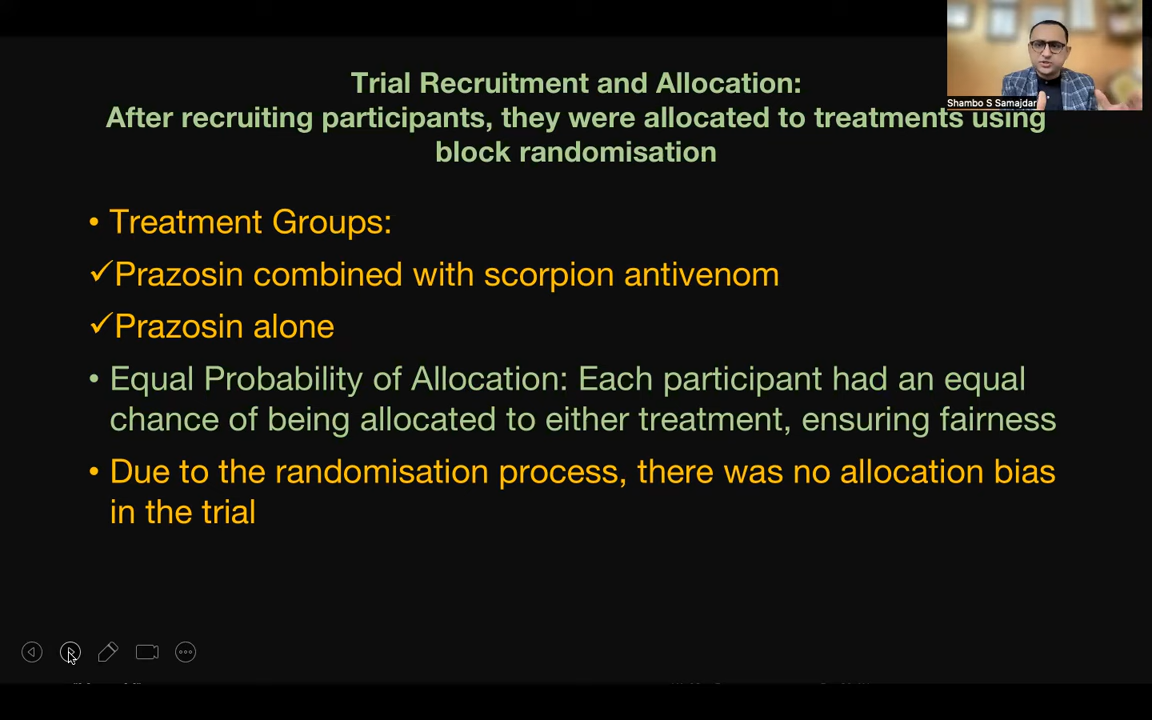 Trial Recruitment and Allocation:
After recruiting participants, they were allocated to treatments using
block randomisation
Shambo S Samajdar
• Treatment Groups:
✓Prazosin combined with scorpion antivenom
✓Prazosin alone
• Equal Probability of Allocation: Each participant had an equal
chance of being allocated to either treatment, ensuring fairness
• Due to the randomisation process, there was no allocation bias
in the trial